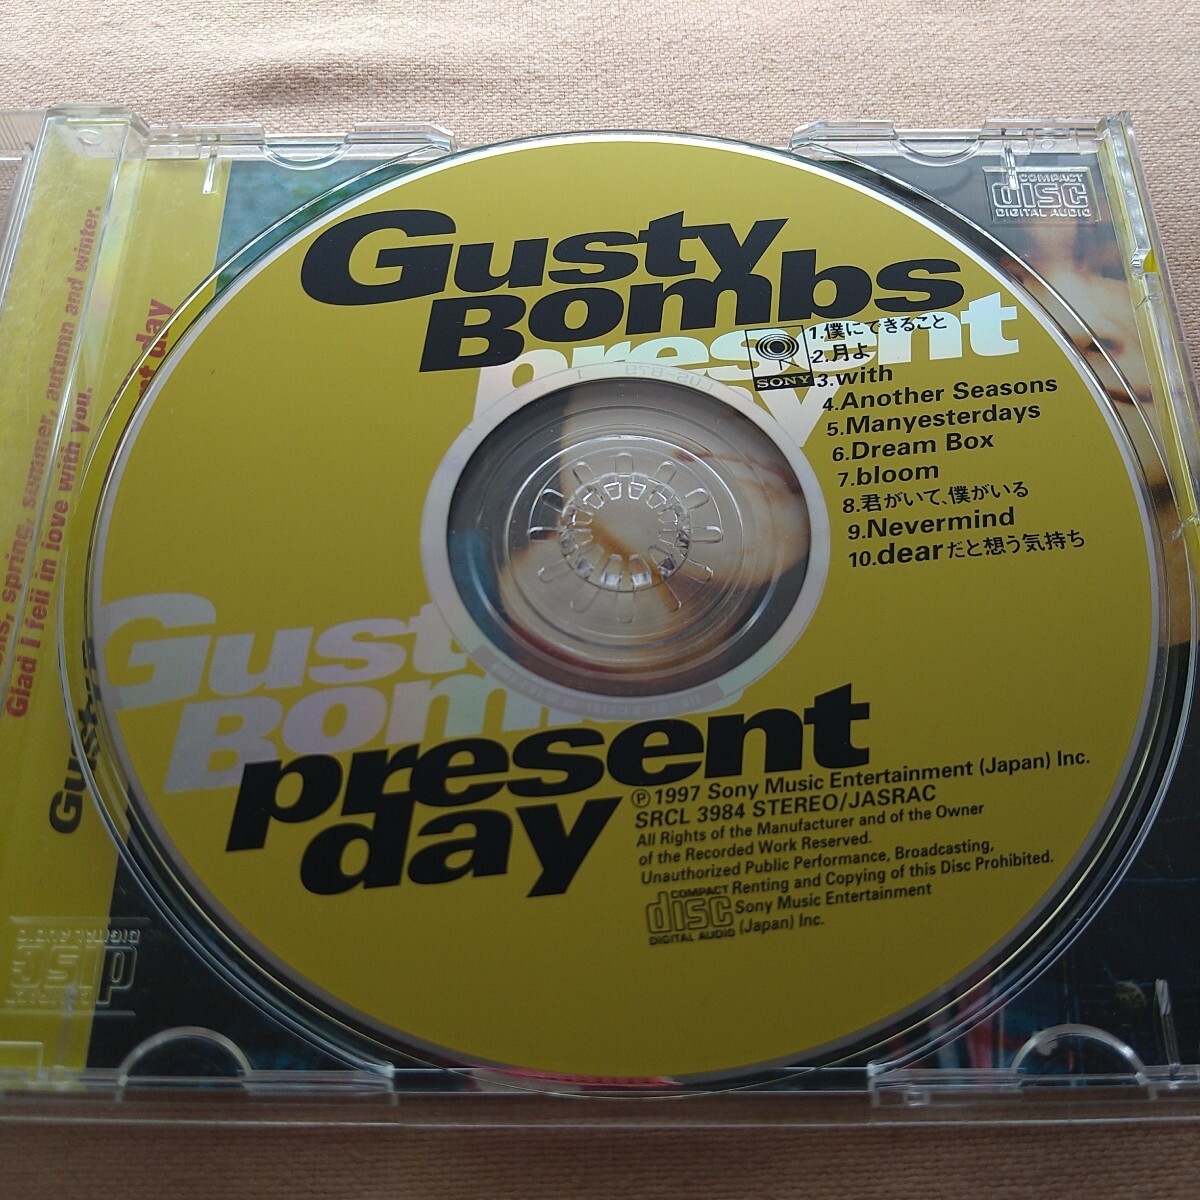 Gusty
Bombs
present
day
SONY
1.僕にできること
2.月よ
3.with
4.Another Seasons
5.Manyesterdays
6.Dream Box
7.bloom
8.君がいて、僕がいる
9.Nevermind
10.dearだと想う気持ち
Gusty
Bombs
present
day
Ⓟ 1997 Sony Music Entertainment (Japan) Inc.
SRCL 3984 STEREO/JASRAC
All Rights of the Manufacturer and of the Owner
of the Recorded Work Reserved.
Unauthorized Public Performance, Broadcasting,
Renting and Copying of this Disc Prohibited.
Sony Music Entertainment
(Japan) Inc.
COMPACT
disc
DIGITAL AUDIO
COMPACT
disc
DIGITAL AUDIO
spring, summer, autumn and winter.
Glad I fell in love with you.
day
Gusty
COMPACT
disc
DIGITAL AUDIO